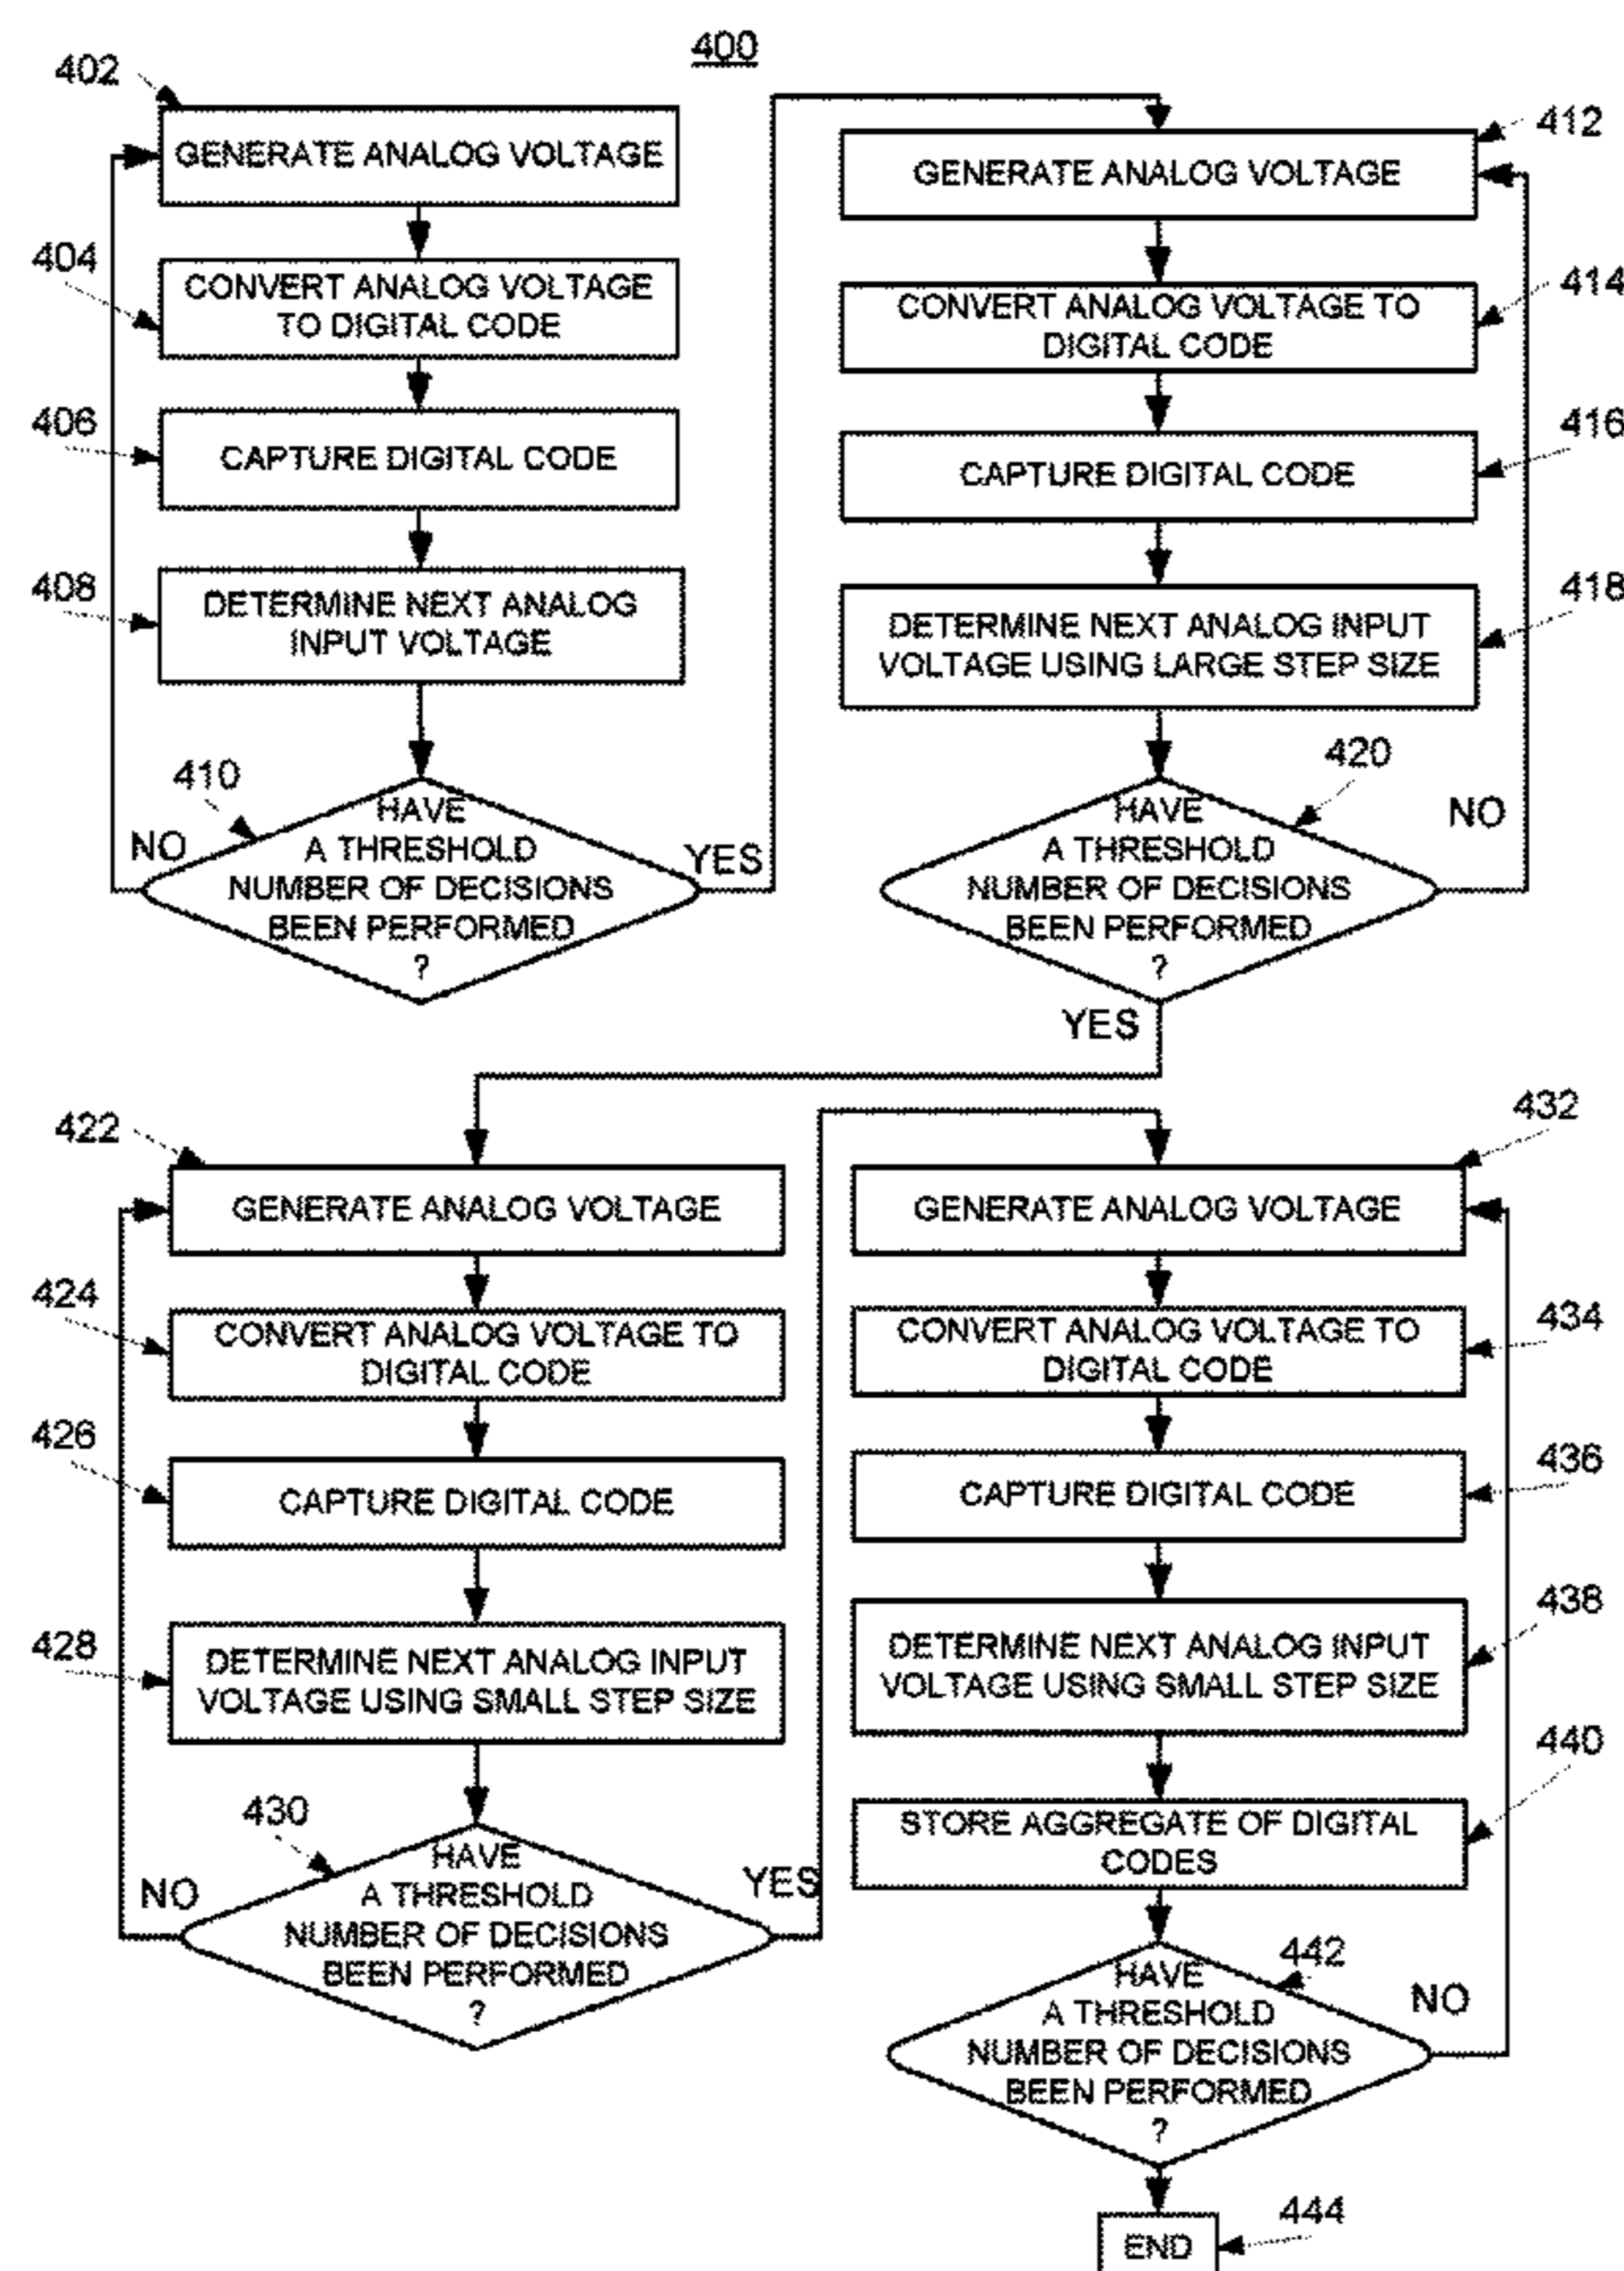 400
402
GENERATE ANALOG VOLTAGE
404
CONVERT ANALOG VOLTAGE
TO DIGITAL CODE
406
CAPTURE DIGITAL CODE
408
DETERMINE NEXT ANALOG
INPUT VOLTAGE
410
HAVE
A THRESHOLD
NUMBER OF DECISIONS
BEEN PERFORMED
?
NO
YES
412
GENERATE ANALOG VOLTAGE
414
CONVERT ANALOG VOLTAGE TO
DIGITAL CODE
416
CAPTURE DIGITAL CODE
418
DETERMINE NEXT ANALOG INPUT
VOLTAGE USING LARGE STEP SIZE
420
HAVE
A THRESHOLD
NUMBER OF DECISIONS
BEEN PERFORMED
?
NO
YES
422
GENERATE ANALOG VOLTAGE
424
CONVERT ANALOG VOLTAGE TO
DIGITAL CODE
426
CAPTURE DIGITAL CODE
428
DETERMINE NEXT ANALOG INPUT
VOLTAGE USING SMALL STEP SIZE
430
HAVE
A THRESHOLD
NUMBER OF DECISIONS
BEEN PERFORMED
?
NO
YES
432
GENERATE ANALOG VOLTAGE
434
CONVERT ANALOG VOLTAGE TO
DIGITAL CODE
436
CAPTURE DIGITAL CODE
438
DETERMINE NEXT ANALOG INPUT
VOLTAGE USING SMALL STEP SIZE
440
STORE AGGREGATE OF DIGITAL
CODES
442
HAVE
A THRESHOLD
NUMBER OF DECISIONS
BEEN PERFORMED
?
NO
444
END